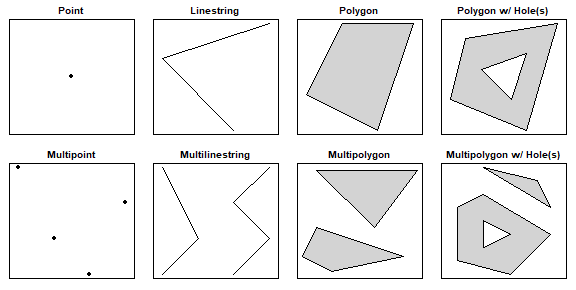 Point
Linestring
Polygon
Polygon w/ Hole(s)
Multipoint
Multilinestring
Multipolygon
Multipolygon w/ Hole(s)